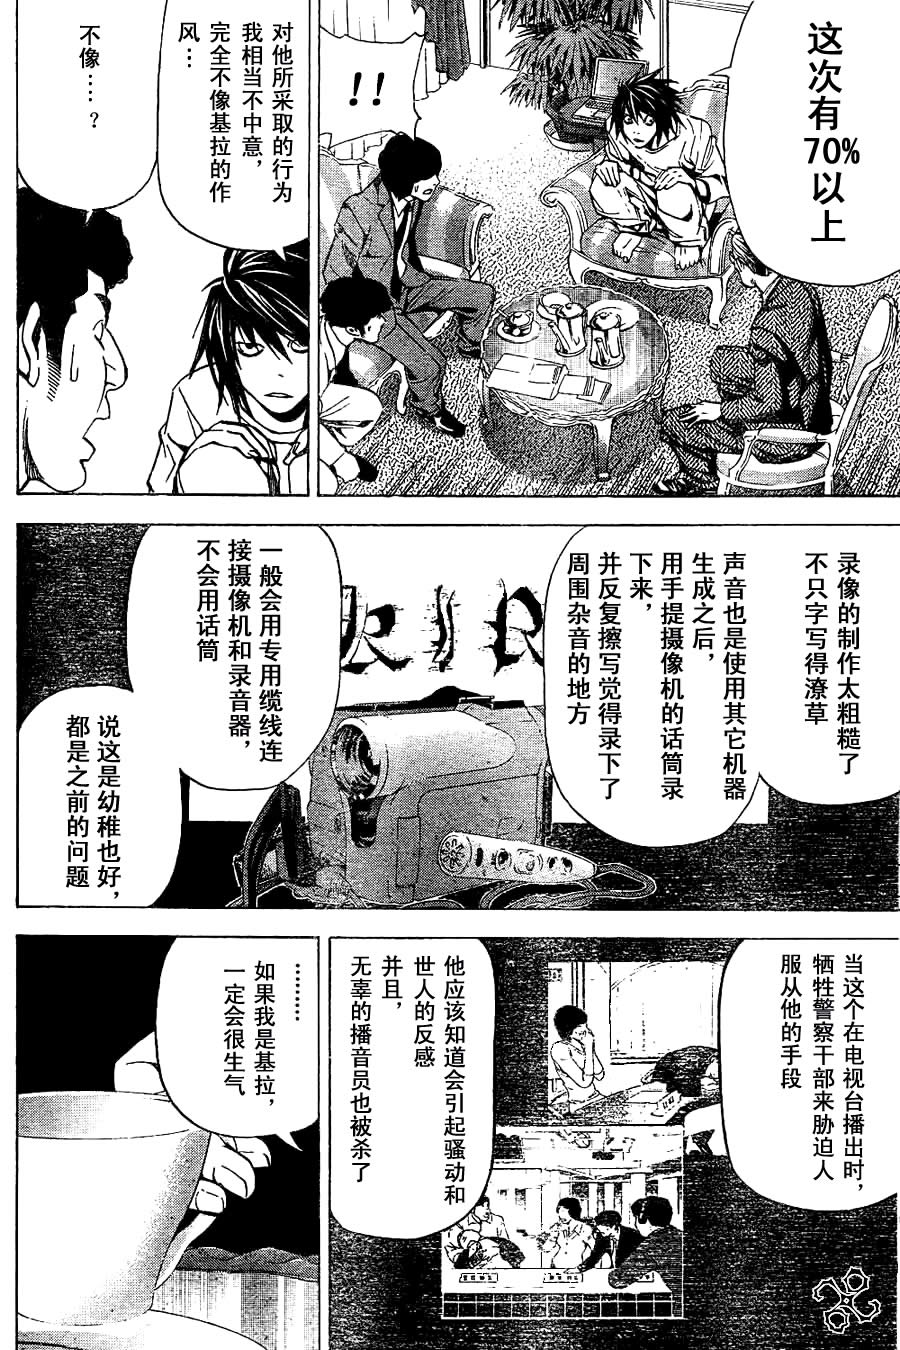 这次有
70%
以上
!!
对他所采取的行为
我相当不中意，
完全不像基拉的作
风…
不像……？
录像的制作太粗糙了
不只字写得潦草
声音也是使用其它机器
生成之后，
用手提摄像机的话筒录
下来，
并反复擦写觉得录下了
周围杂音的地方
KIR
一般会用专用缆线连
接摄像机和录音器，
不会用话筒
说这是幼稚也好，
都是之前的问题
当这个在电视台播出时，
牺牲警察干部来胁迫人
服从他的手段
他应该知道会引起骚动和
世人的反感
并且，
无辜的播音员也被杀了
………
如果我是基拉，
一定会很生气